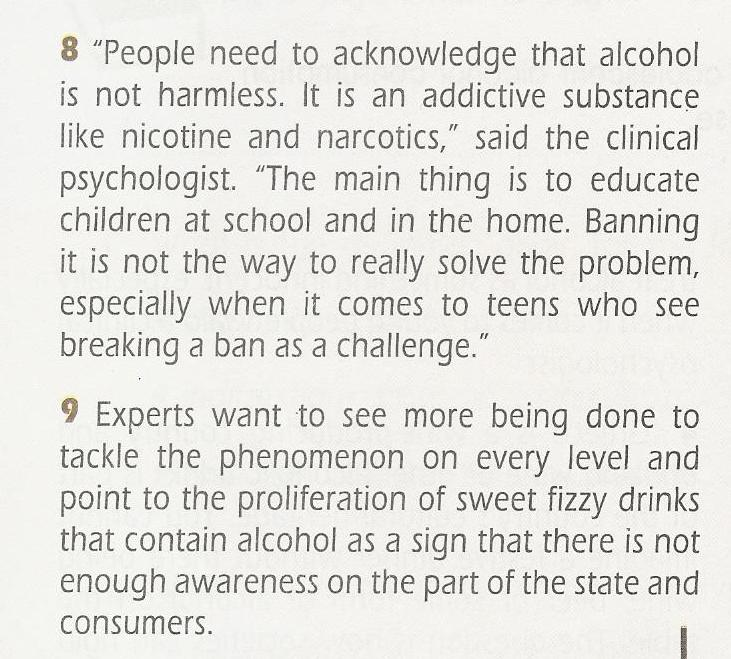 8 “People need to acknowledge that alcohol
is not harmless. It is an addictive substance
like nicotine and narcotics,” said the clinical
psychologist. “The main thing is to educate
children at school and in the home. Banning
it is not the way to really solve the problem,
especially when it comes to teens who see
breaking a ban as a challenge.”
9 Experts want to see more being done to
tackle the phenomenon on every level and
point to the proliferation of sweet fizzy drinks
that contain alcohol as a sign that there is not
enough awareness on the part of the state and
consumers.